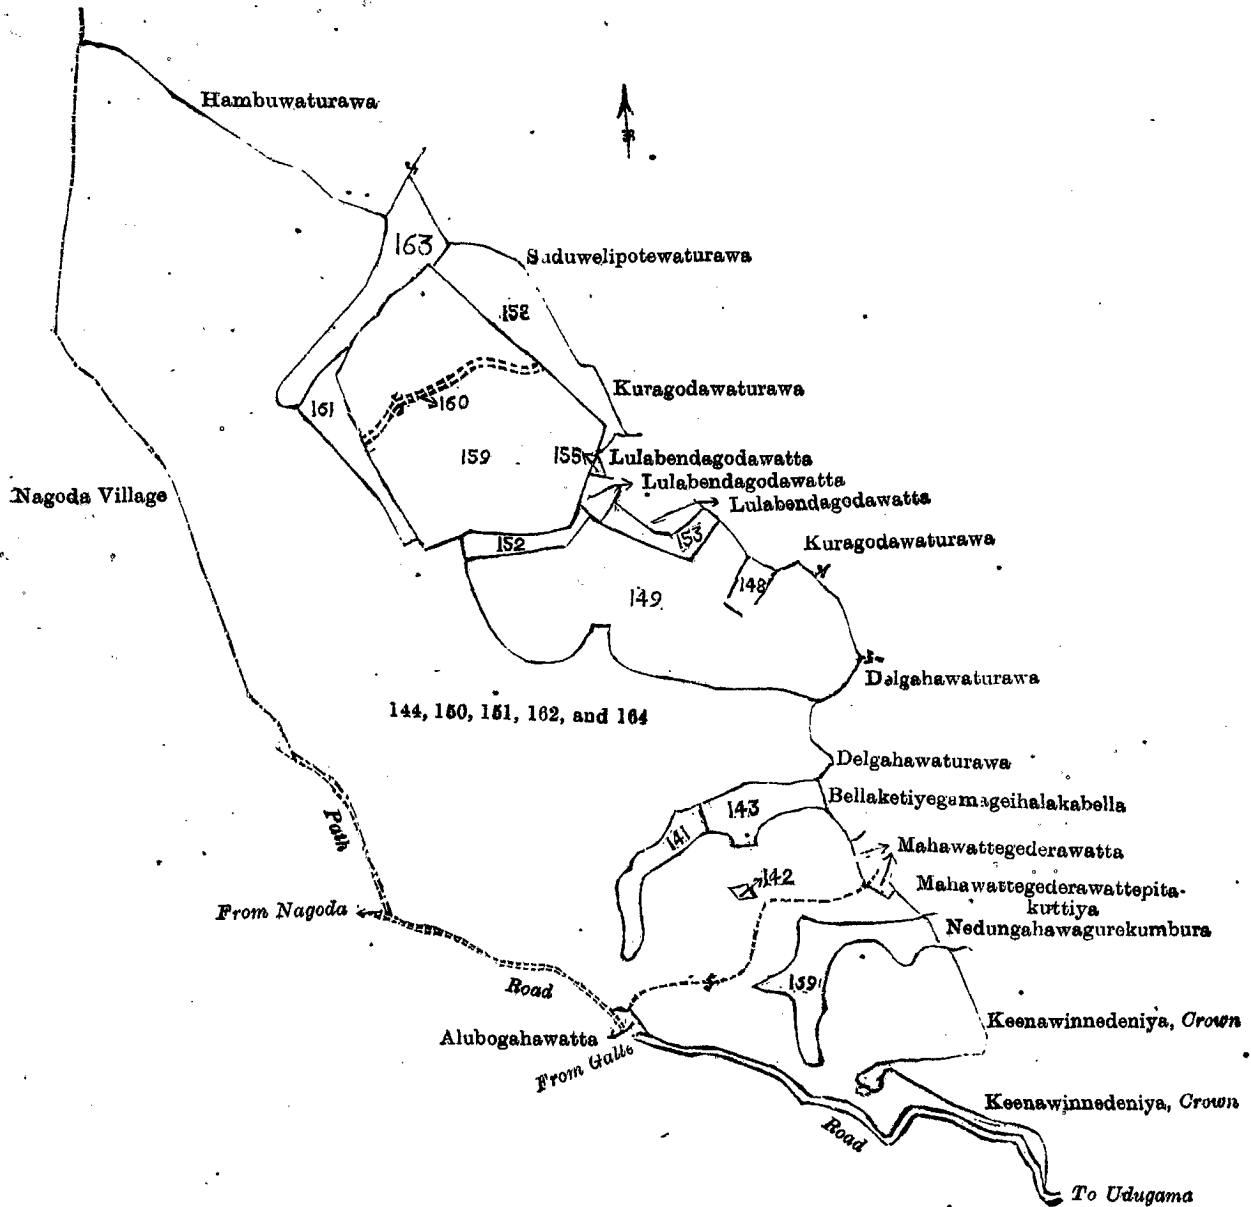 Hambuwaturawa
163
Suduwelipotewaturawa
158
Kuragodawaturawa
161
160
159
155
Lulabendagodawatta
Lulabendagodawatta
Lulabendagodawatta
Nagoda Village
152
153
Kuragodawaturawa
148
149
Delgahawaturawa
144, 150, 151, 162, and 164
Delgahawaturawa
Bellaketiyegamageihalakabella
143
141
Path
Mahawattegederawatta
142
Mahawattegederawattepita-
kuttiya
From Nagoda
Nedungahawagurekumbura
Road
139
Alubogahawatta
Keenawinnedeniya, Crown
From Galle
Keenawinnedeniya, Crown
Road
To Udugama